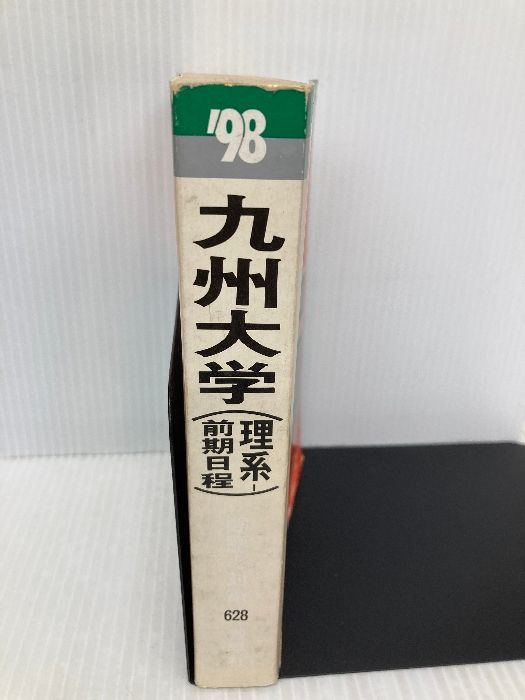 '98
九州大学
(理系-
前期日程)
628